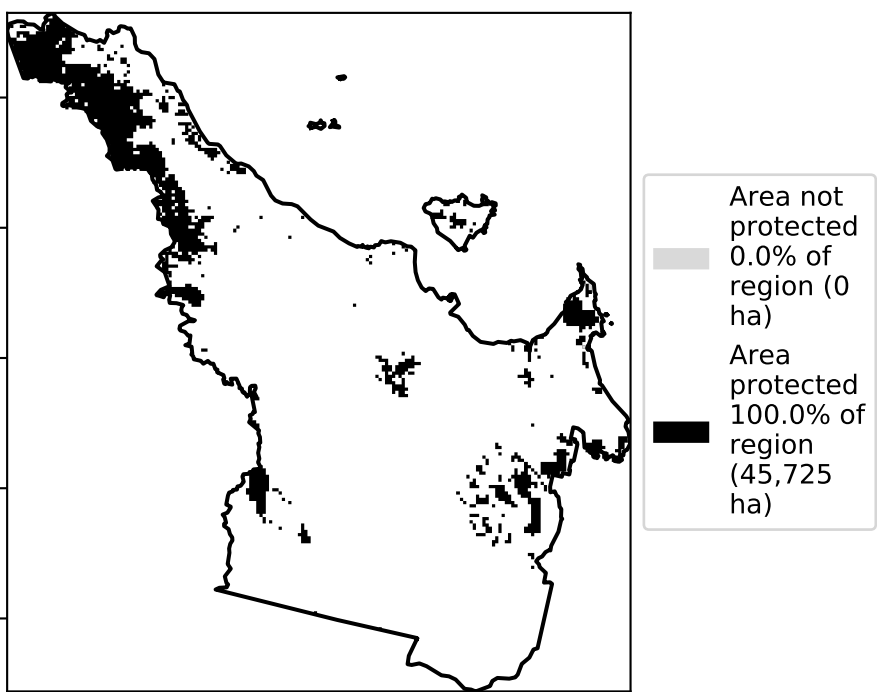 Area not
protected
0.0% of
region (0
ha)
Area
protected
100.0% of
region
(45,725
ha)